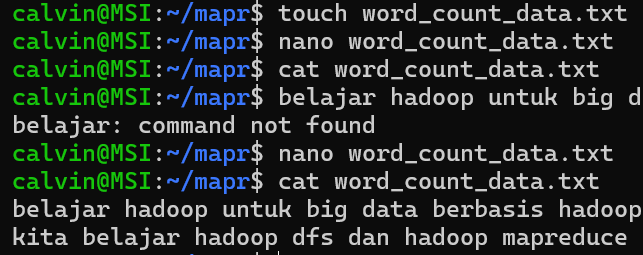 calvin@MSI:~/mapr$ touch word_count_data.txt
calvin@MSI:~/mapr$ nano word_count_data.txt
calvin@MSI:~/mapr$ cat word_count_data.txt
calvin@MSI:~/mapr$ belajar hadoop untuk big d
belajar: command not found
calvin@MSI:~/mapr$ nano word_count_data.txt
calvin@MSI:~/mapr$ cat word_count_data.txt
belajar hadoop untuk big data berbasis hadoop
kita belajar hadoop dfs dan hadoop mapreduce